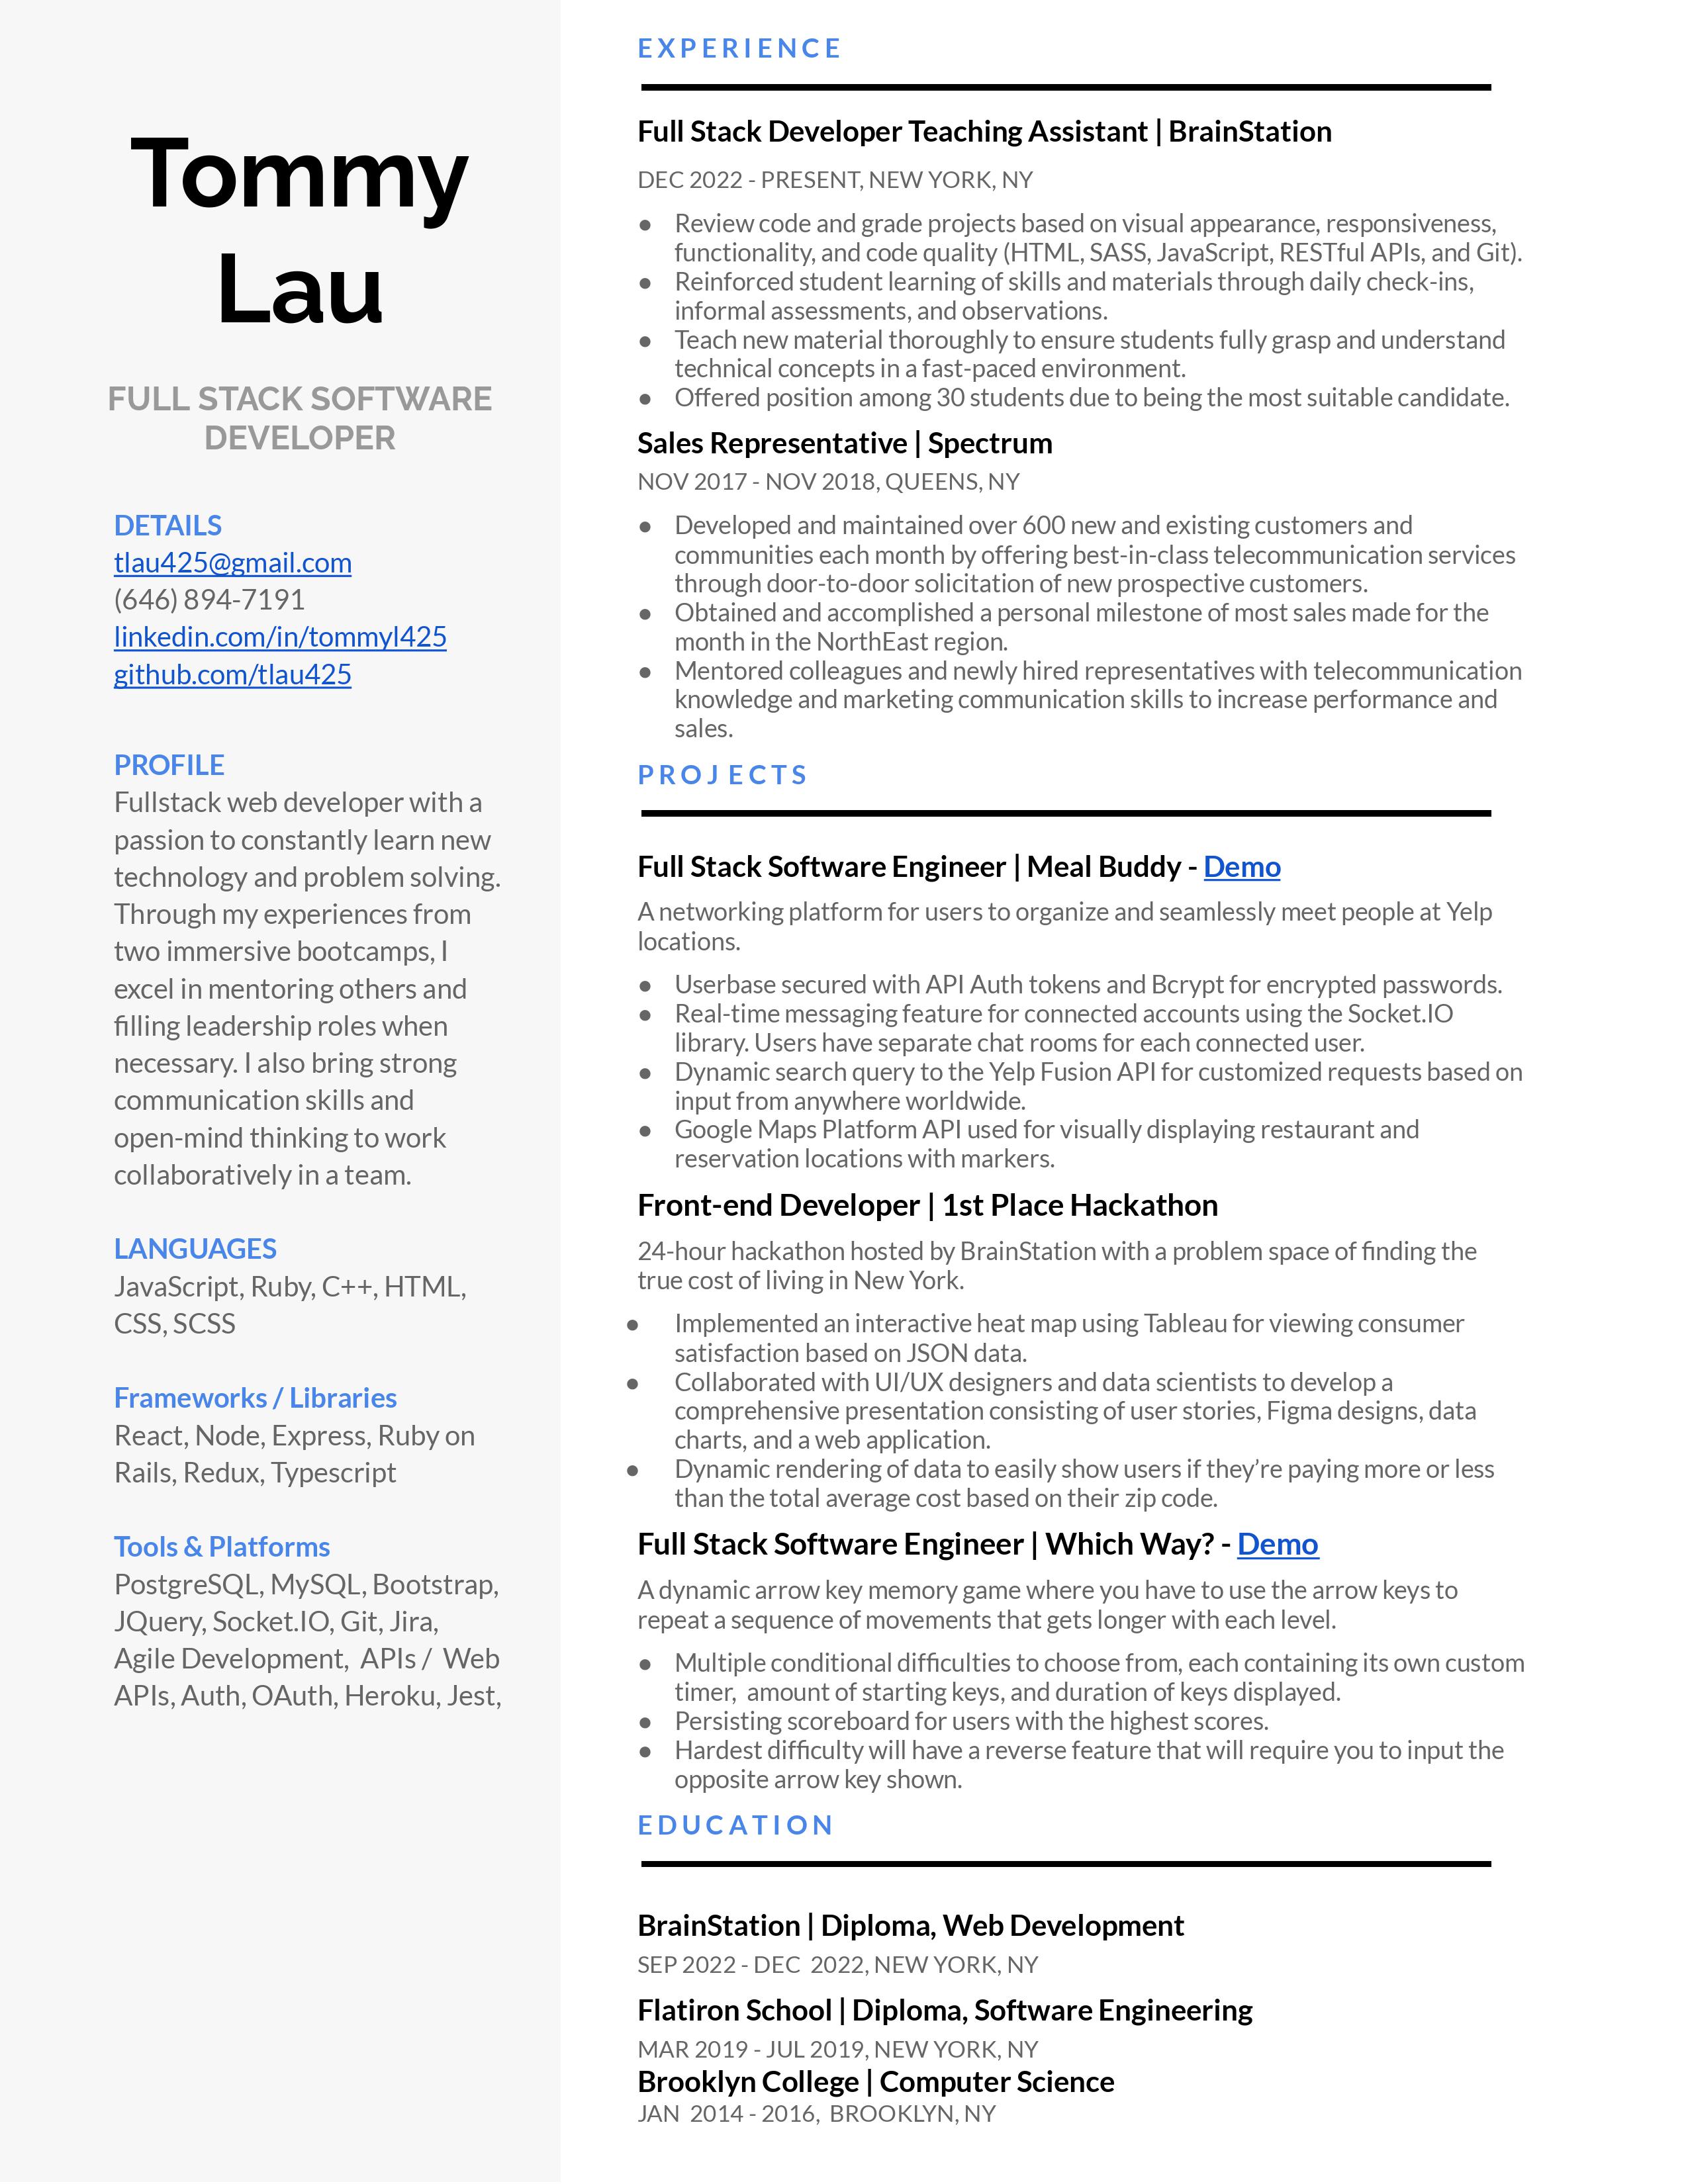 Tommy
Lau
FULL STACK SOFTWARE
DEVELOPER
DETAILS
tlau425@gmail.com
(646) 894-7191
linkedin.com/in/tommyl425
github.com/tlau425
PROFILE
Fullstack web developer with a
passion to constantly learn new
technology and problem solving.
Through my experiences from
two immersive bootcamps, I
excel in mentoring others and
filling leadership roles when
necessary. I also bring strong
communication skills and
open-mind thinking to work
collaboratively in a team.
LANGUAGES
JavaScript, Ruby, C++, HTML,
CSS, SCSS
Frameworks / Libraries
React, Node, Express, Ruby on
Rails, Redux, Typescript
Tools & Platforms
PostgreSQL, MySQL, Bootstrap,
JQuery, Socket.IO, Git, Jira,
Agile Development,  APIs /  Web
APIs, Auth, OAuth, Heroku, Jest,
EXPERIENCE
Full Stack Developer Teaching Assistant | BrainStation
DEC 2022 - PRESENT, NEW YORK, NY
● Review code and grade projects based on visual appearance, responsiveness,
functionality, and code quality (HTML, SASS, JavaScript, RESTful APIs, and Git).
● Reinforced student learning of skills and materials through daily check-ins,
informal assessments, and observations.
● Teach new material thoroughly to ensure students fully grasp and understand
technical concepts in a fast-paced environment.
● Offered position among 30 students due to being the most suitable candidate.
Sales Representative | Spectrum
NOV 2017 - NOV 2018, QUEENS, NY
● Developed and maintained over 600 new and existing customers and
communities each month by offering best-in-class telecommunication services
through door-to-door solicitation of new prospective customers.
● Obtained and accomplished a personal milestone of most sales made for the
month in the NorthEast region.
● Mentored colleagues and newly hired representatives with telecommunication
knowledge and marketing communication skills to increase performance and
sales.
PROJECTS
Full Stack Software Engineer | Meal Buddy - Demo
A networking platform for users to organize and seamlessly meet people at Yelp
locations.
● Userbase secured with API Auth tokens and Bcrypt for encrypted passwords.
● Real-time messaging feature for connected accounts using the Socket.IO
library. Users have separate chat rooms for each connected user.
● Dynamic search query to the Yelp Fusion API for customized requests based on
input from anywhere worldwide.
● Google Maps Platform API used for visually displaying restaurant and
reservation locations with markers.
Front-end Developer | 1st Place Hackathon
24-hour hackathon hosted by BrainStation with a problem space of finding the
true cost of living in New York.
● Implemented an interactive heat map using Tableau for viewing consumer
satisfaction based on JSON data.
● Collaborated with UI/UX designers and data scientists to develop a
comprehensive presentation consisting of user stories, Figma designs, data
charts, and a web application.
● Dynamic rendering of data to easily show users if they’re paying more or less
than the total average cost based on their zip code.
Full Stack Software Engineer | Which Way? - Demo
A dynamic arrow key memory game where you have to use the arrow keys to
repeat a sequence of movements that gets longer with each level.
● Multiple conditional difficulties to choose from, each containing its own custom
timer,  amount of starting keys, and duration of keys displayed.
● Persisting scoreboard for users with the highest scores.
● Hardest difficulty will have a reverse feature that will require you to input the
opposite arrow key shown.
EDUCATION
BrainStation | Diploma, Web Development
SEP 2022 - DEC  2022, NEW YORK, NY
Flatiron School | Diploma, Software Engineering
MAR 2019 - JUL 2019, NEW YORK, NY
Brooklyn College | Computer Science
JAN  2014 - 2016,  BROOKLYN, NY